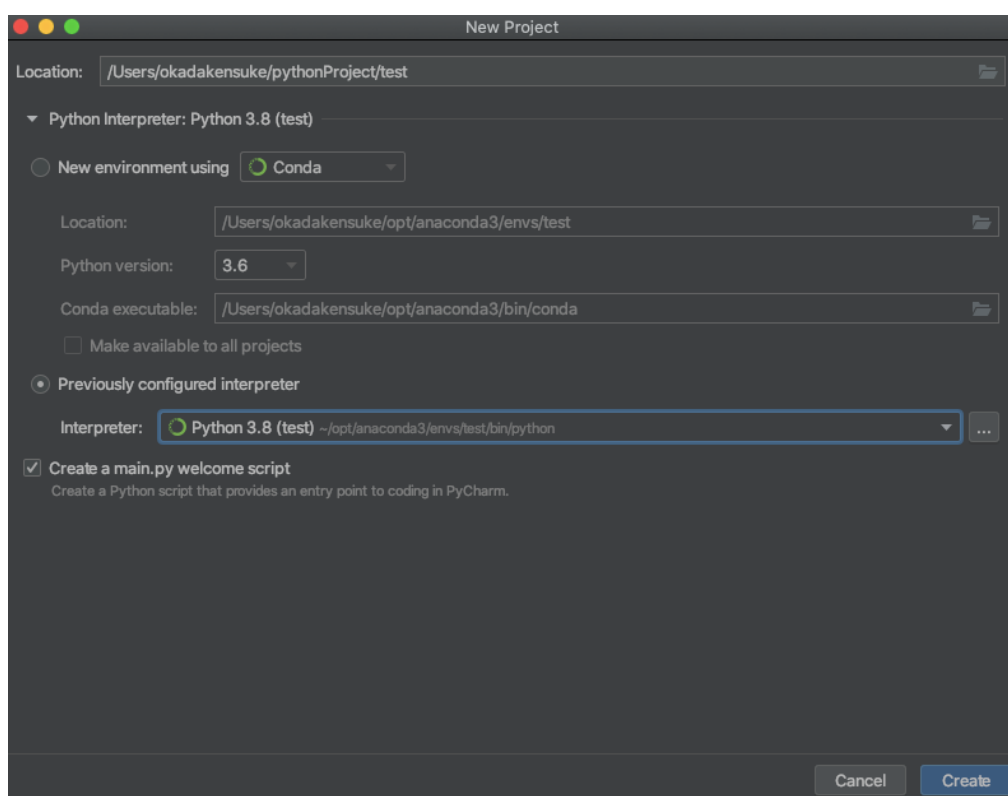 New Project
Location: /Users/okadakensuke/pythonProject/test
Python Interpreter: Python 3.8 (test)
New environment using Conda
Location: /Users/okadakensuke/opt/anaconda3/envs/test
Python version: 3.6
Conda executable: /Users/okadakensuke/opt/anaconda3/bin/conda
Make available to all projects
Previously configured interpreter
Interpreter: Python 3.8 (test) ~/opt/anaconda3/envs/test/bin/python ...
Create a main.py welcome script
Create a Python script that provides an entry point to coding in PyCharm.
Cancel Create